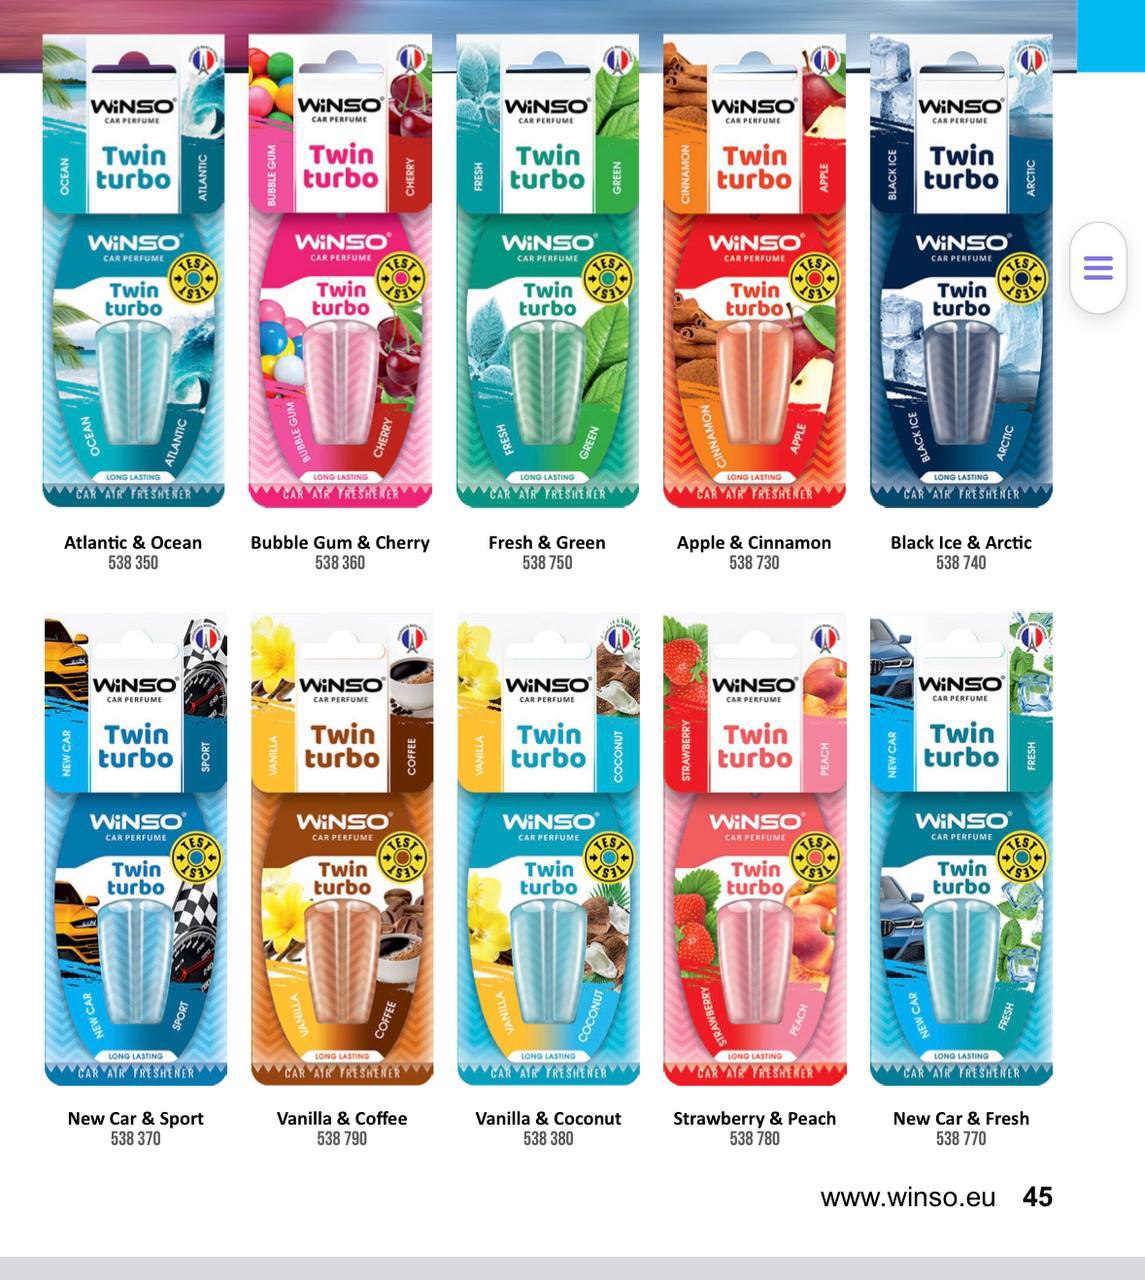 WINSO®
CAR PERFUME
Twin
turbo
OCEAN
ATLANTIC
WINSO®
CAR PERFUME
TEST
TEST
Twin
turbo
OCEAN
ATLANTIC
LONG LASTING
CAR AIR FRESHENER
WINSO®
CAR PERFUME
Twin
turbo
BUBBLE GUM
CHERRY
WINSO®
CAR PERFUME
TEST
TEST
Twin
turbo
BUBBLE GUM
CHERRY
LONG LASTING
CAR AIR FRESHENER
WINSO®
CAR PERFUME
Twin
turbo
FRESH
GREEN
WINSO®
CAR PERFUME
TEST
TEST
Twin
turbo
FRESH
GREEN
LONG LASTING
CAR AIR FRESHENER
WINSO®
CAR PERFUME
Twin
turbo
CINNAMON
APPLE
WINSO®
CAR PERFUME
TEST
TEST
Twin
turbo
CINNAMON
APPLE
LONG LASTING
CAR AIR FRESHENER
WINSO®
CAR PERFUME
Twin
turbo
BLACK ICE
ARCTIC
WINSO®
CAR PERFUME
TEST
TEST
Twin
turbo
BLACK ICE
ARCTIC
LONG LASTING
CAR AIR FRESHENER
Atlantic & Ocean
538 350
Bubble Gum & Cherry
538 360
Fresh & Green
538 750
Apple & Cinnamon
538 730
Black Ice & Arctic
538 740
WINSO®
CAR PERFUME
Twin
turbo
NEW CAR
SPORT
WINSO®
CAR PERFUME
TEST
TEST
Twin
turbo
NEW CAR
SPORT
LONG LASTING
CAR AIR FRESHENER
WINSO®
CAR PERFUME
Twin
turbo
VANILLA
COFFEE
WINSO®
CAR PERFUME
TEST
TEST
Twin
turbo
VANILLA
COFFEE
LONG LASTING
CAR AIR FRESHENER
WINSO®
CAR PERFUME
Twin
turbo
VANILLA
COCONUT
WINSO®
CAR PERFUME
TEST
TEST
Twin
turbo
VANILLA
COCONUT
LONG LASTING
CAR AIR FRESHENER
WINSO®
CAR PERFUME
Twin
turbo
STRAWBERRY
PEACH
WINSO®
CAR PERFUME
TEST
TEST
Twin
turbo
STRAWBERRY
PEACH
LONG LASTING
CAR AIR FRESHENER
WINSO®
CAR PERFUME
Twin
turbo
NEW CAR
FRESH
WINSO®
CAR PERFUME
TEST
TEST
Twin
turbo
NEW CAR
FRESH
LONG LASTING
CAR AIR FRESHENER
New Car & Sport
538 370
Vanilla & Coffee
538 790
Vanilla & Coconut
538 380
Strawberry & Peach
538 780
New Car & Fresh
538 770
www.winso.eu 45